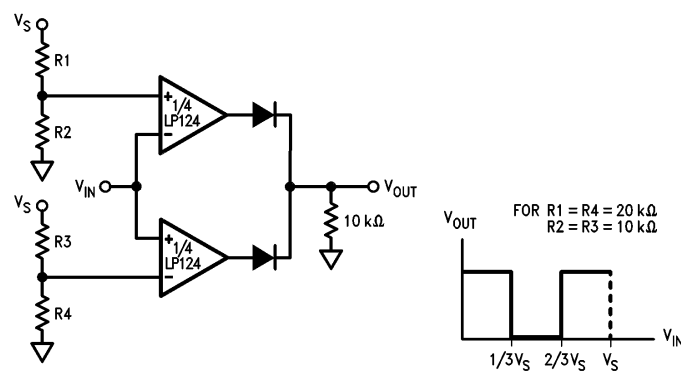 VS
R1
R2
+
1/4
LP124
−
VIN
VS
R3
R4
+
1/4
LP124
−
VOUT
10 kΩ
FOR R1 = R4 = 20 kΩ
R2 = R3 = 10 kΩ
VOUT
VIN
1/3VS
2/3VS
VS